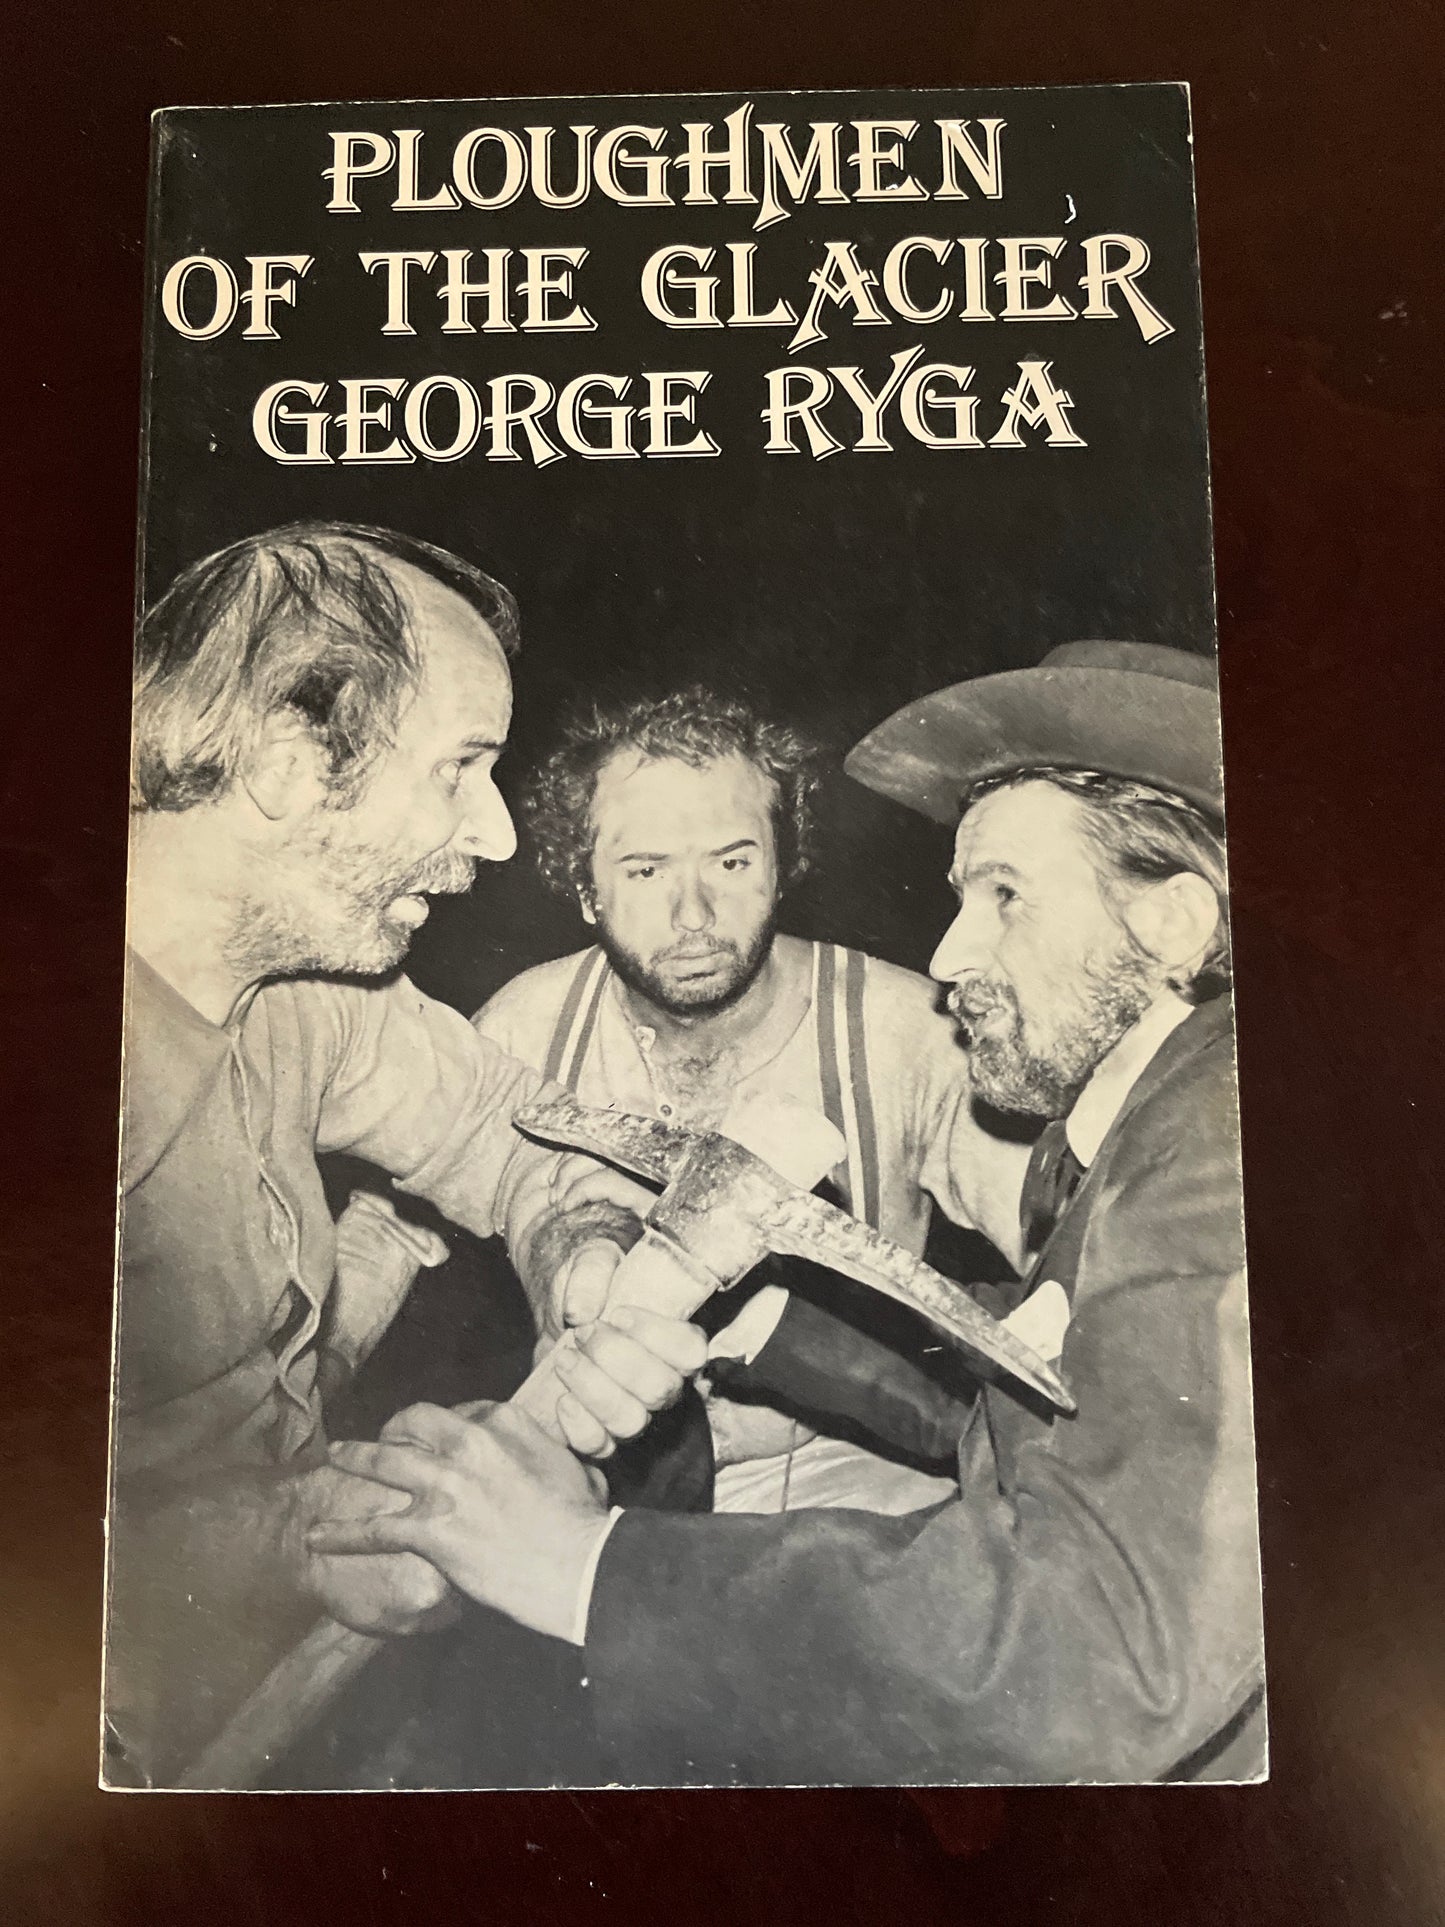 PLOUGHMEN
OF THE GLACIER
GEORGE RYGA